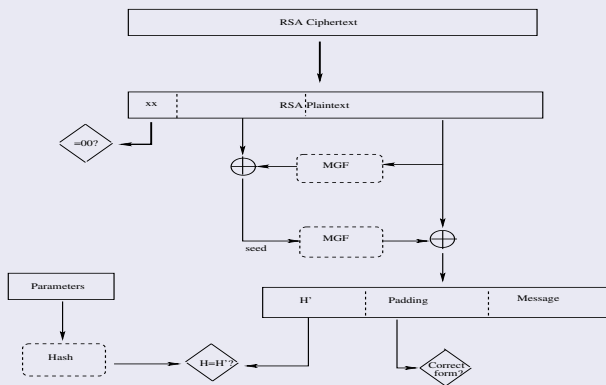 RSA Ciphertext
xx
RSA Plaintext
=00?
MGF
MGF
seed
Parameters
H'
Padding
Message
Hash
H=H'?
Correct
form?